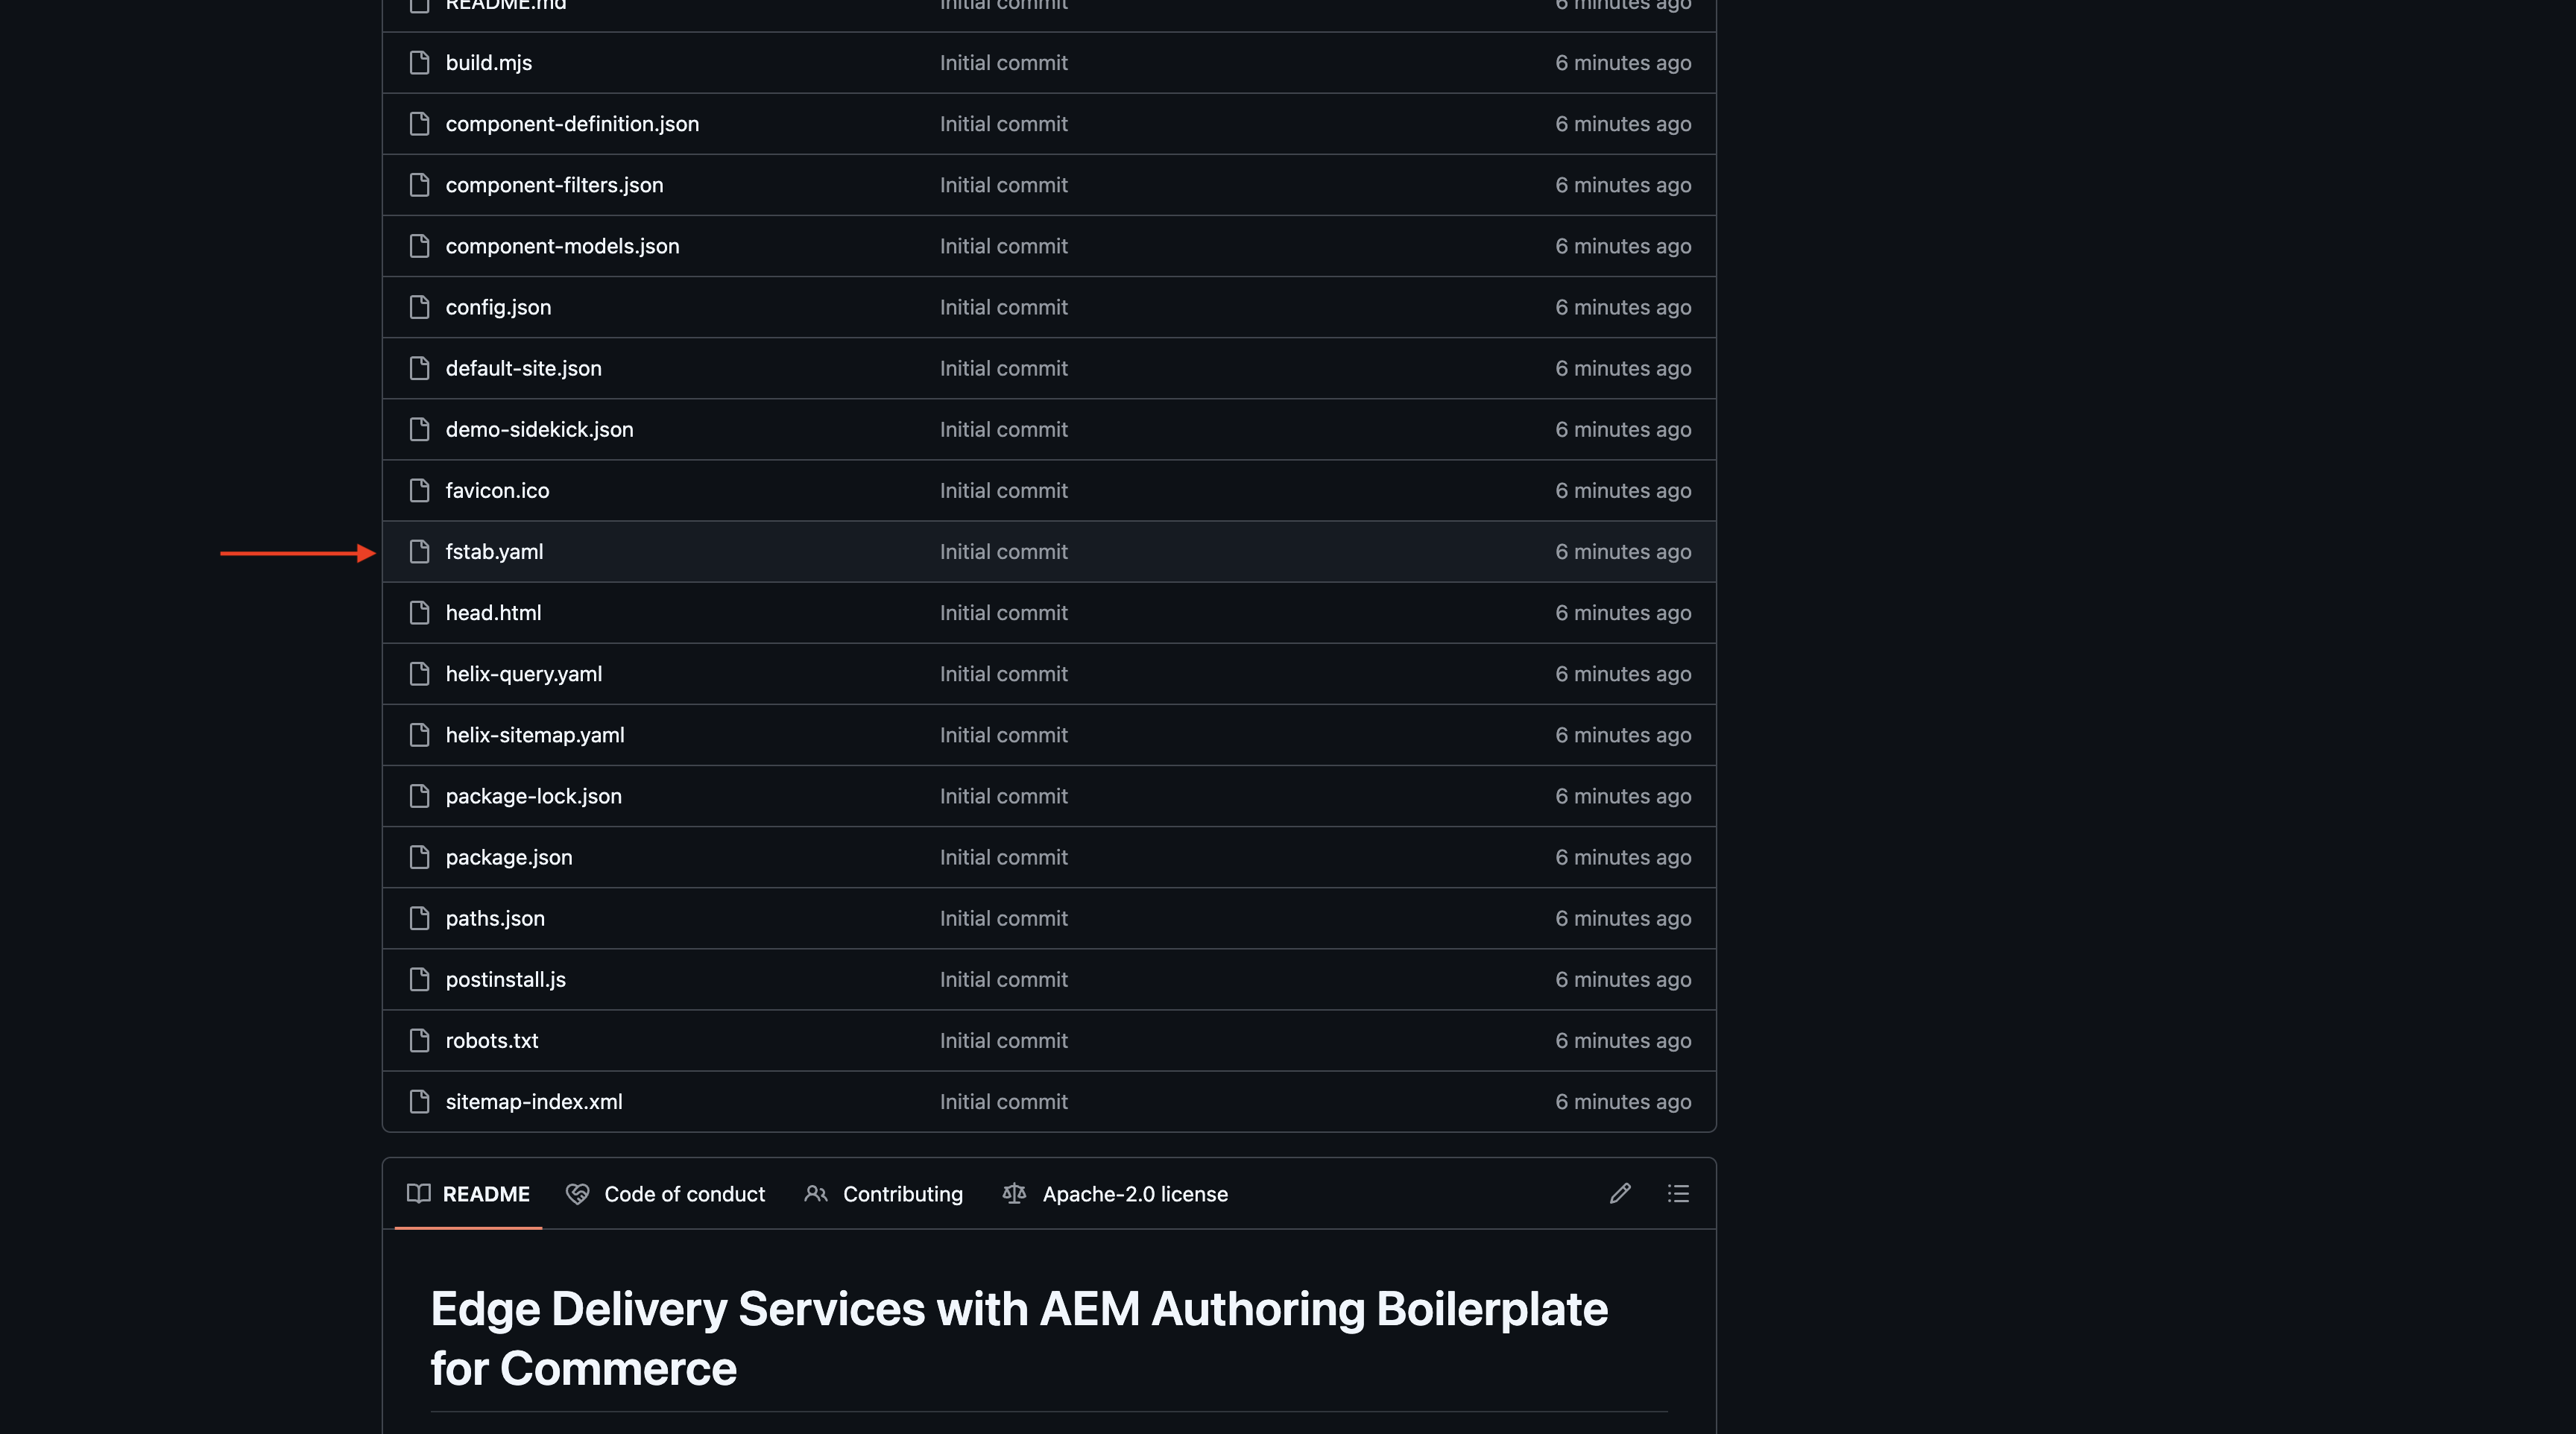 README.md Initial commit 6 minutes ago
build.mjs Initial commit 6 minutes ago
component-definition.json Initial commit 6 minutes ago
component-filters.json Initial commit 6 minutes ago
component-models.json Initial commit 6 minutes ago
config.json Initial commit 6 minutes ago
default-site.json Initial commit 6 minutes ago
demo-sidekick.json Initial commit 6 minutes ago
favicon.ico Initial commit 6 minutes ago
fstab.yaml Initial commit 6 minutes ago
head.html Initial commit 6 minutes ago
helix-query.yaml Initial commit 6 minutes ago
helix-sitemap.yaml Initial commit 6 minutes ago
package-lock.json Initial commit 6 minutes ago
package.json Initial commit 6 minutes ago
paths.json Initial commit 6 minutes ago
postinstall.js Initial commit 6 minutes ago
robots.txt Initial commit 6 minutes ago
sitemap-index.xml Initial commit 6 minutes ago
README Code of conduct Contributing Apache-2.0 license
Edge Delivery Services with AEM Authoring Boilerplate
for Commerce